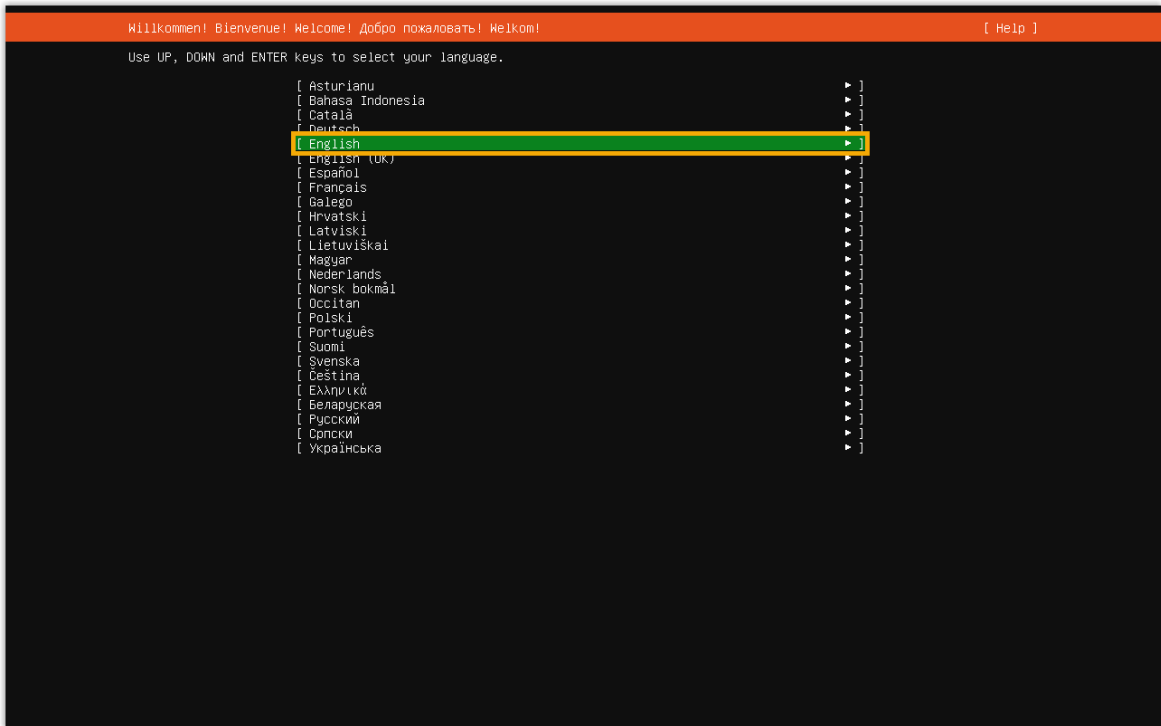 Willkommen! Bienvenue! Welcome! Добро пожаловать! Welkom! [ Help ]
Use UP, DOWN and ENTER keys to select your language.
[ Asturianu ► ]
[ Bahasa Indonesia ► ]
[ Català ► ]
[ Deutsch ► ]
[ English ► ]
[ English (UK) ► ]
[ Español ► ]
[ Français ► ]
[ Galego ► ]
[ Hrvatski ► ]
[ Latviski ► ]
[ Lietuviškai ► ]
[ Magyar ► ]
[ Nederlands ► ]
[ Norsk bokmål ► ]
[ Occitan ► ]
[ Polski ► ]
[ Português ► ]
[ Suomi ► ]
[ Svenska ► ]
[ Čeština ► ]
[ Ελληνικά ► ]
[ Беларуская ► ]
[ Русский ► ]
[ Српски ► ]
[ Українська ► ]